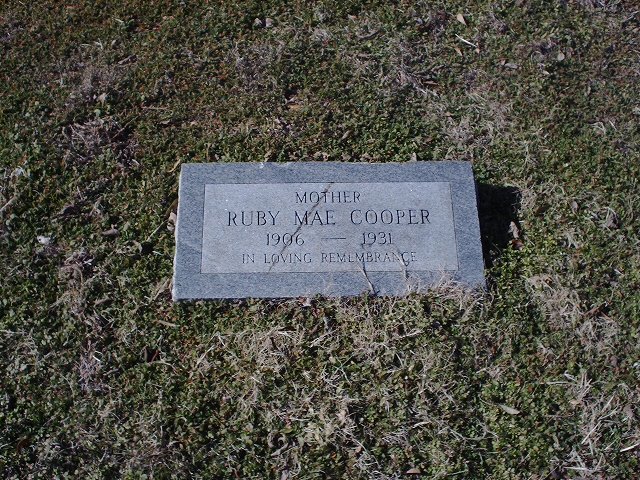 MOTHER
RUBY MAE COOPER
1906 — 1931
IN LOVING REMEMBRANCE